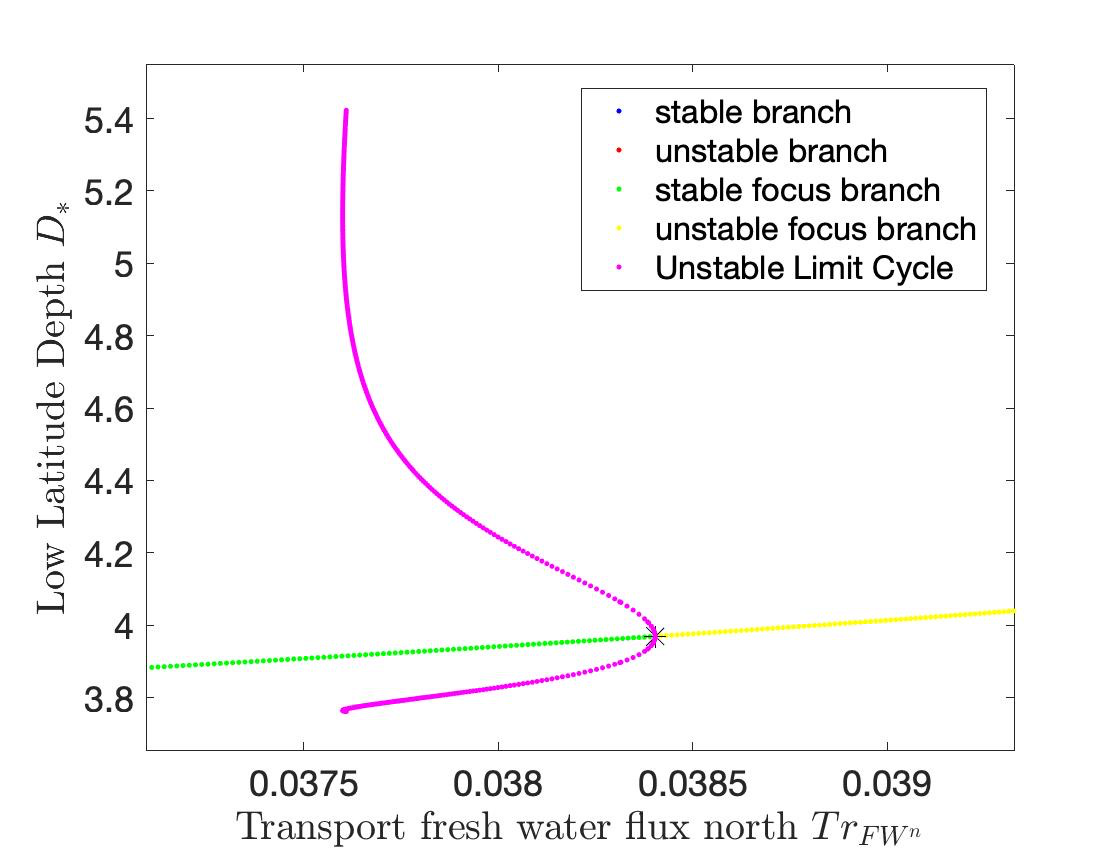 5.4
5.2
5
4.8
4.6
4.4
4.2
4
3.8
Low Latitude Depth D*
stable branch
unstable branch
stable focus branch
unstable focus branch
Unstable Limit Cycle
0.0375 0.038 0.0385 0.039
Transport fresh water flux north Tr_{FW^n}